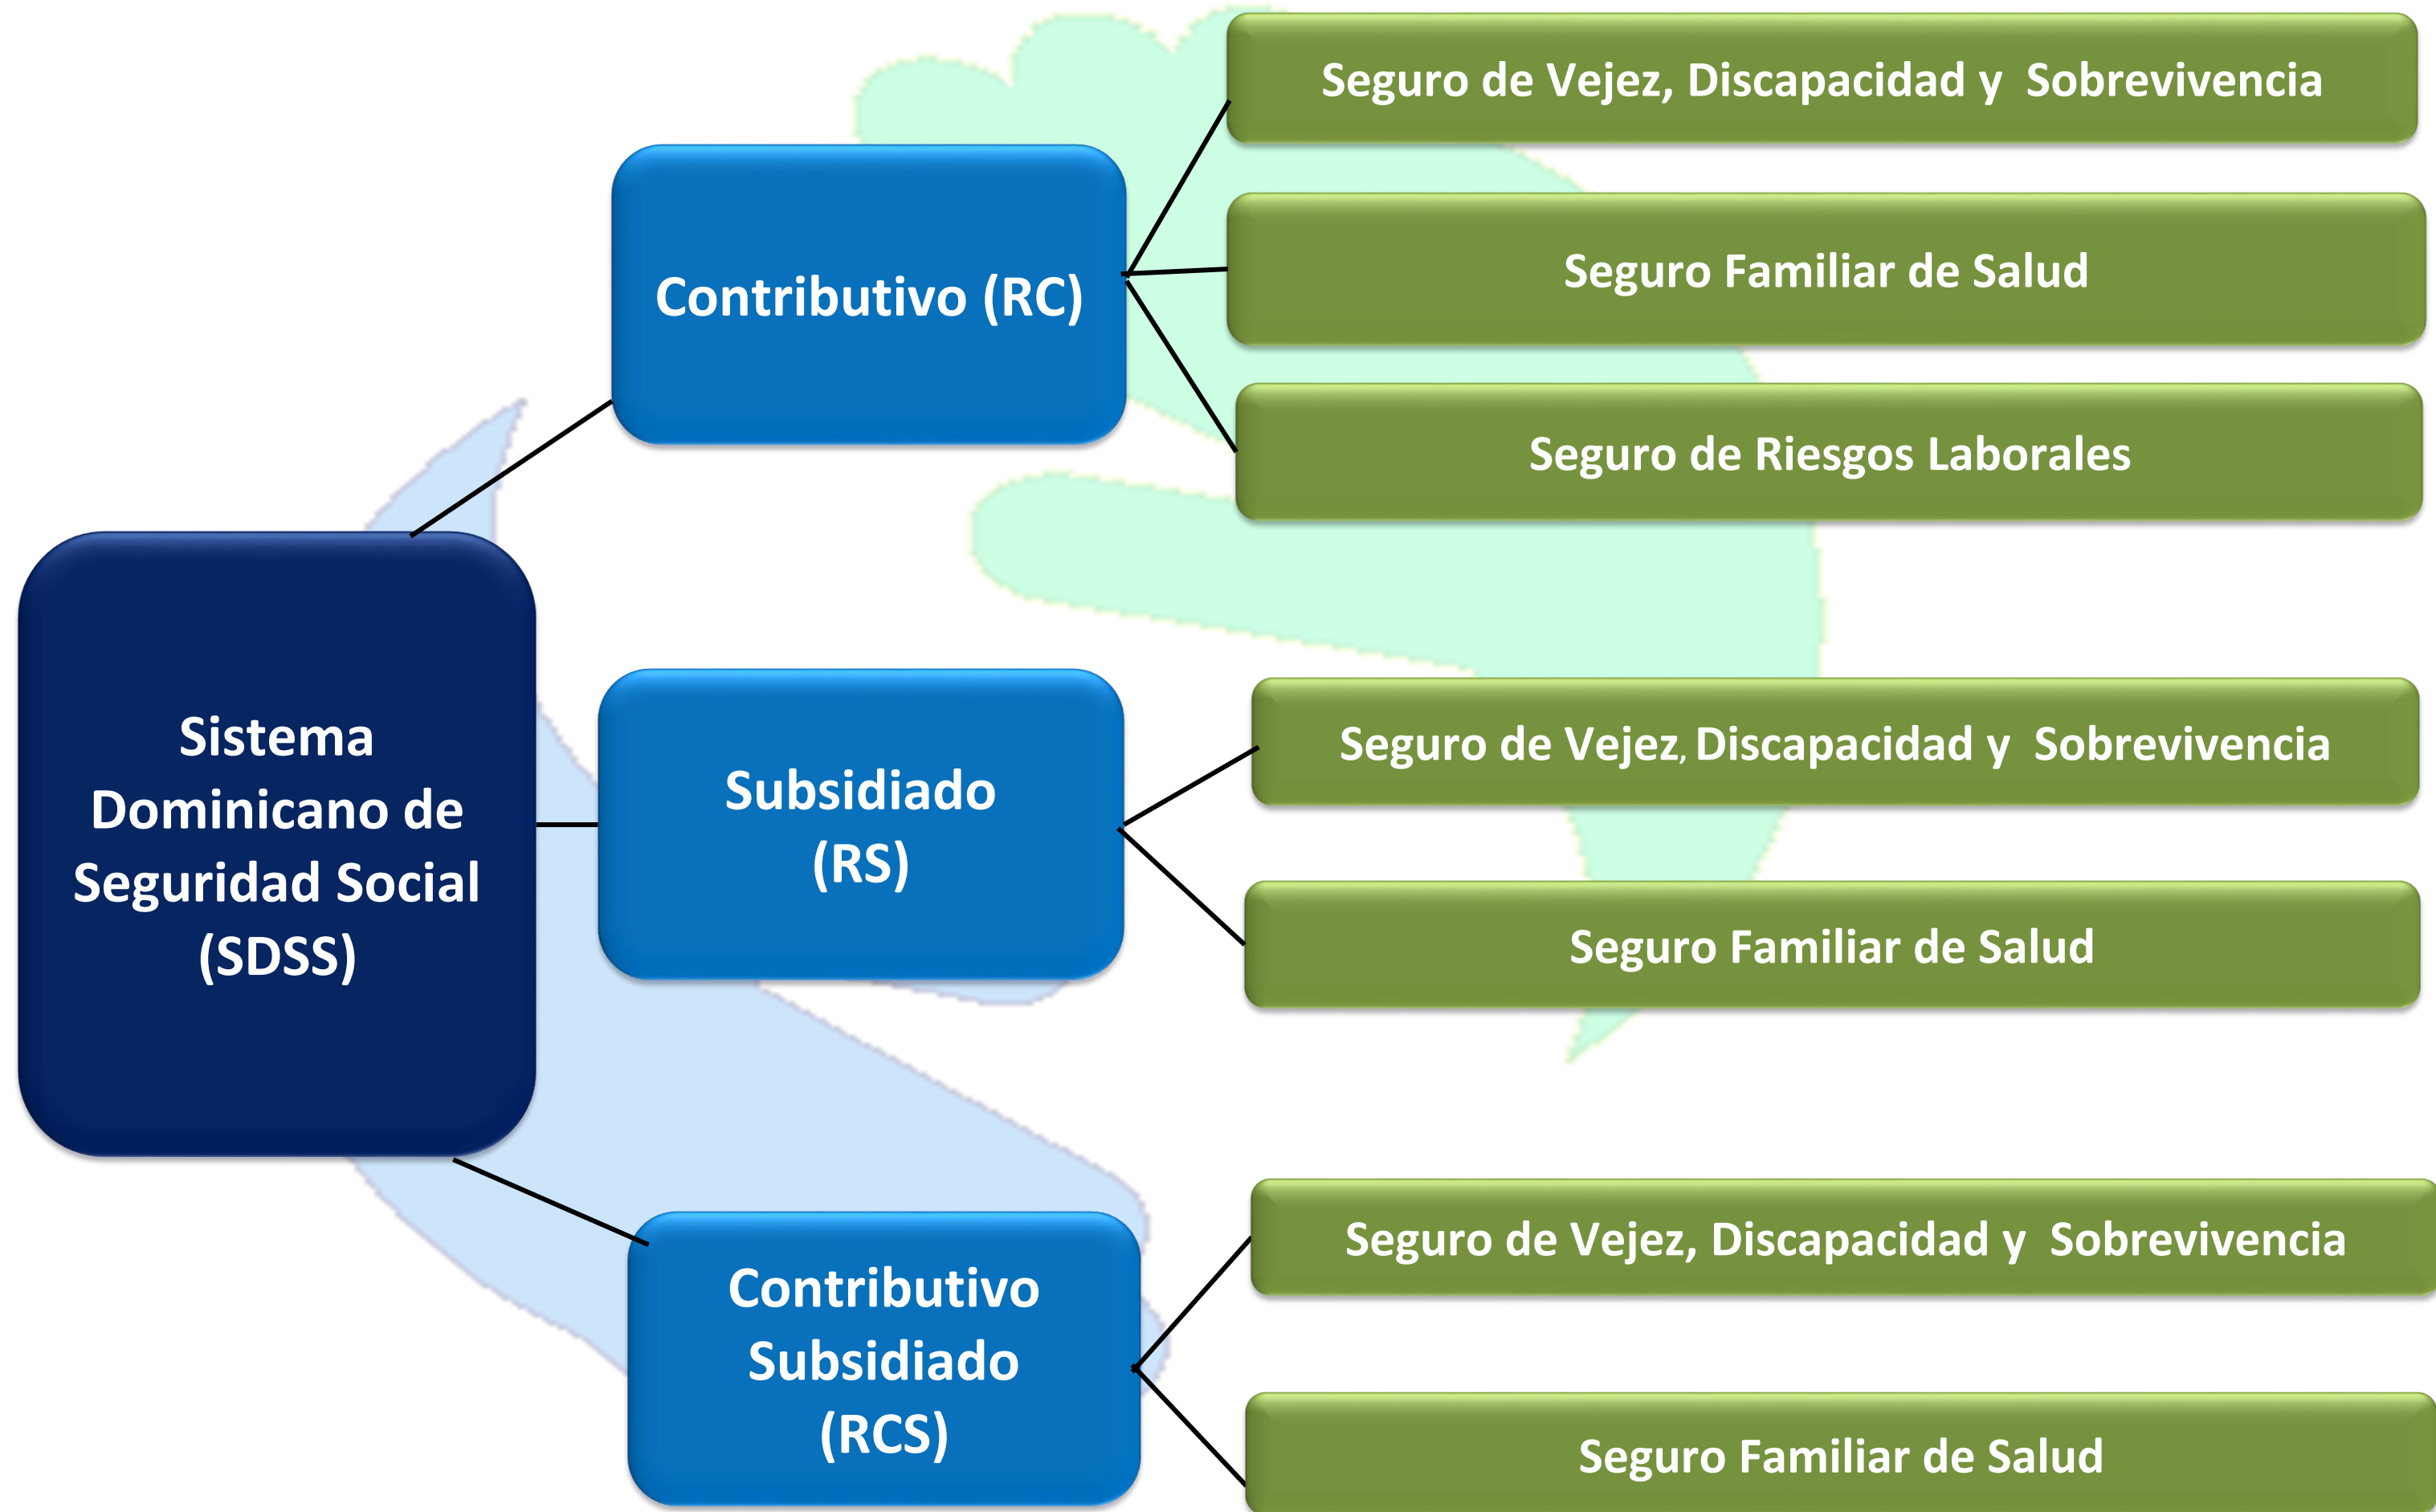 Sistema
Dominicano de
Seguridad Social
(SDSS)
Contributivo (RC)
Seguro de Vejez, Discapacidad y Sobrevivencia
Seguro Familiar de Salud
Seguro de Riesgos Laborales
Subsidiado
(RS)
Seguro de Vejez, Discapacidad y Sobrevivencia
Seguro Familiar de Salud
Contributivo
Subsidiado
(RCS)
Seguro de Vejez, Discapacidad y Sobrevivencia
Seguro Familiar de Salud